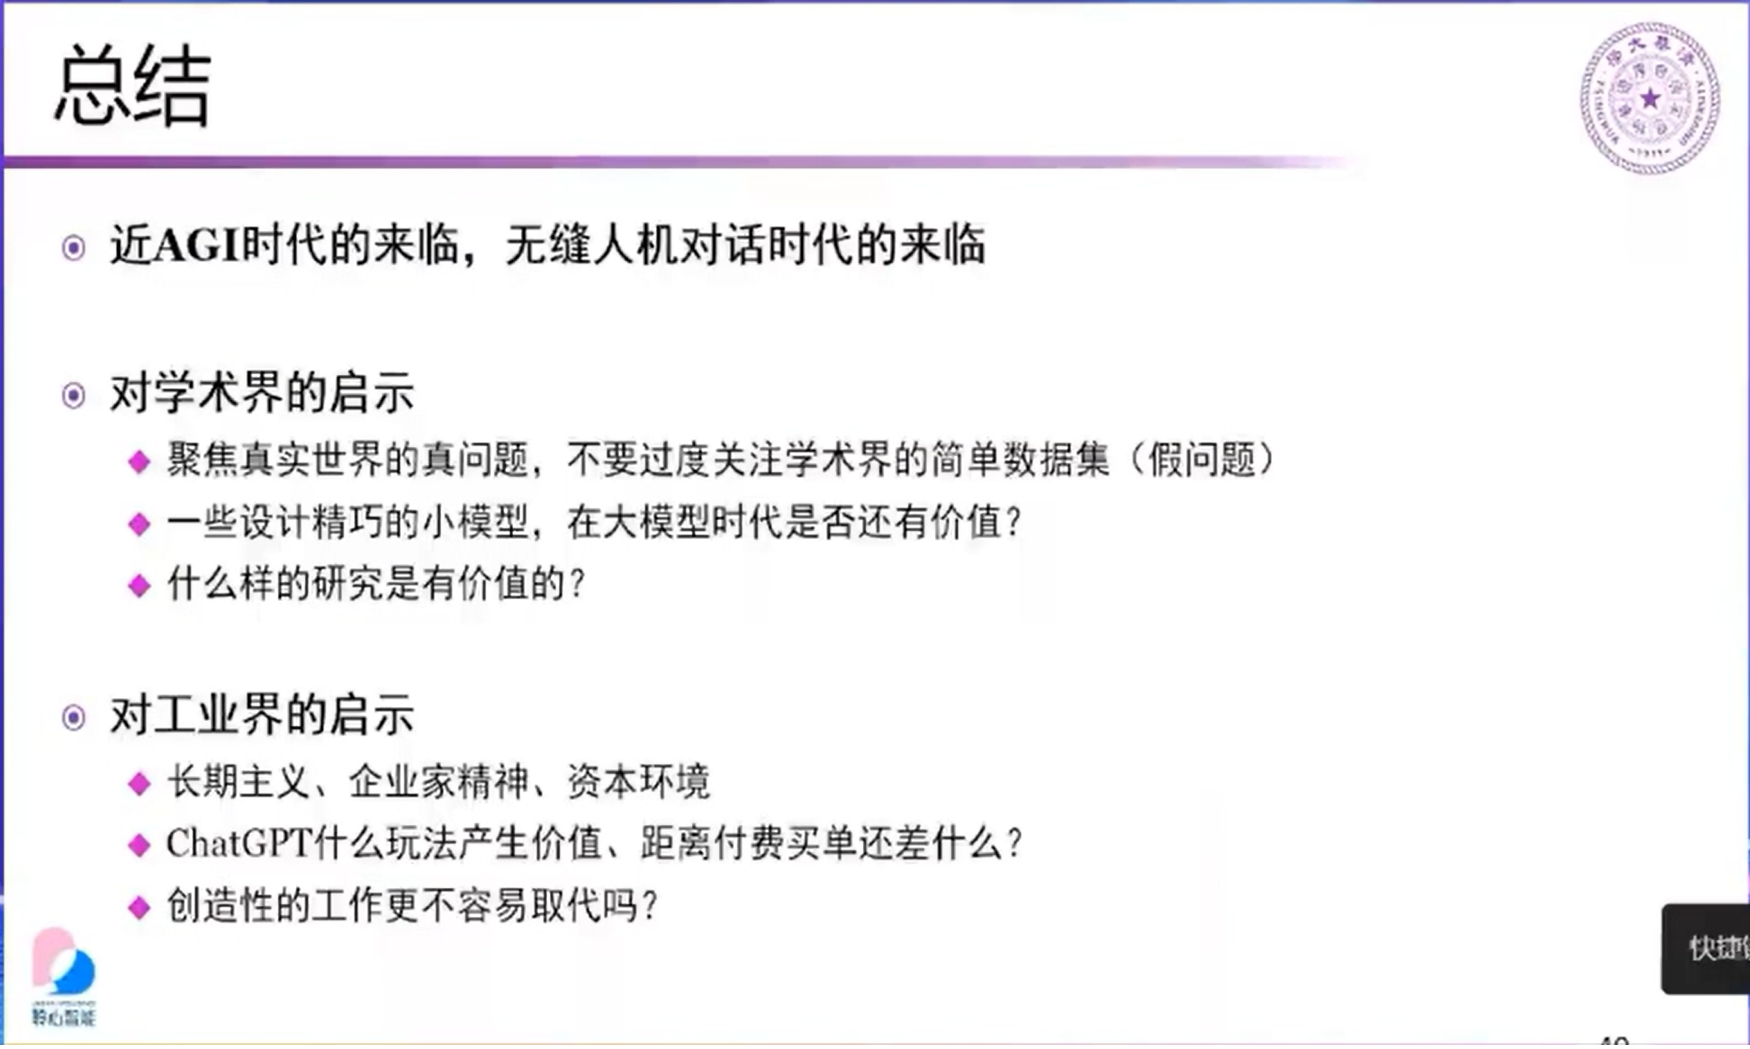 总结
近AGI时代的来临，无缝人机对话时代的来临
对学术界的启示
聚焦真实世界的真问题，不要过度关注学术界的简单数据集（假问题）
一些设计精巧的小模型，在大模型时代是否还有价值？
什么样的研究是有价值的？
对工业界的启示
长期主义、企业家精神、资本环境
ChatGPT什么玩法产生价值、距离付费买单还差什么？
创造性的工作更不容易取代吗？
聆心智能
快捷